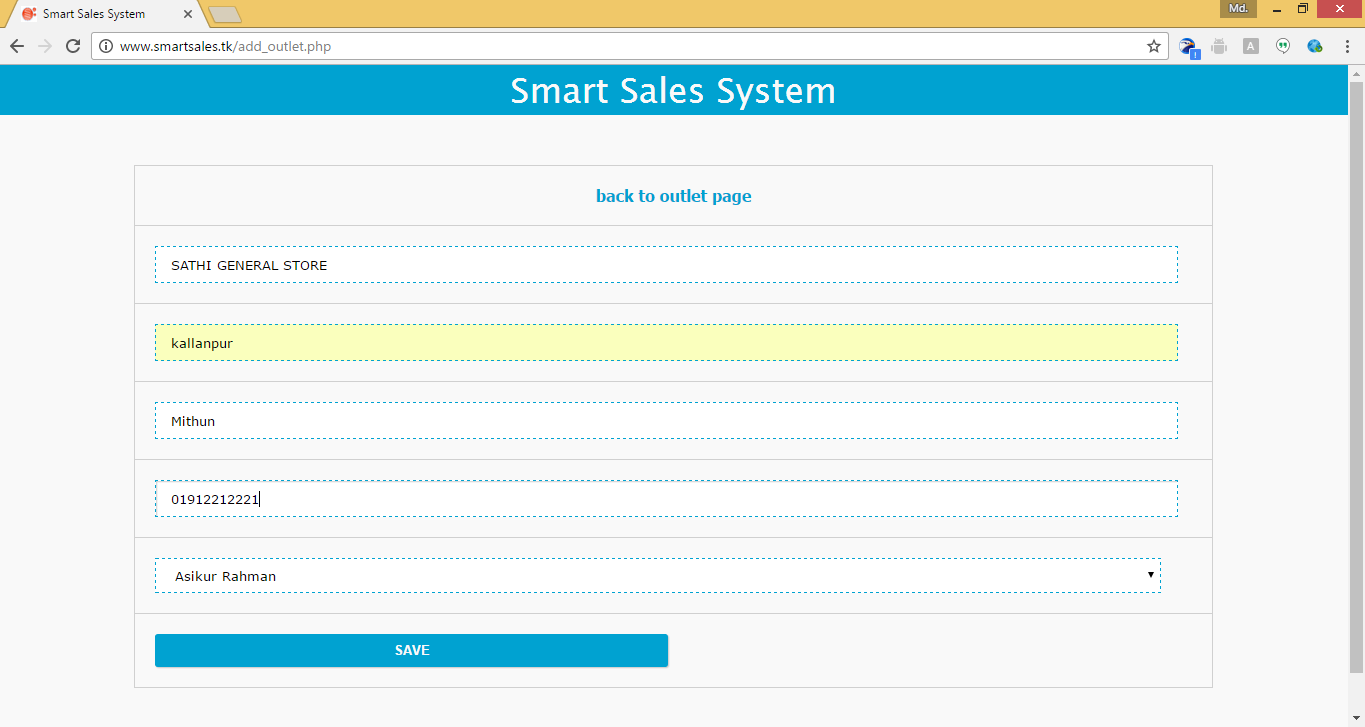 Smart Sales System
Md.
www.smartsales.tk/add_outlet.php
A
Smart Sales System
back to outlet page
SATHI GENERAL STORE
kallanpur
Mithun
01912212221
Asikur Rahman
SAVE